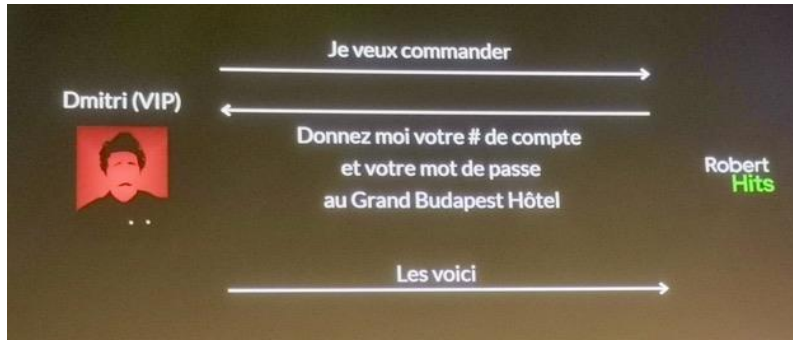 Je veux commander
Dmitri (VIP)
Donnez moi votre # de compte
et votre mot de passe
au Grand Budapest Hôtel
Robert
Hits
Les voici